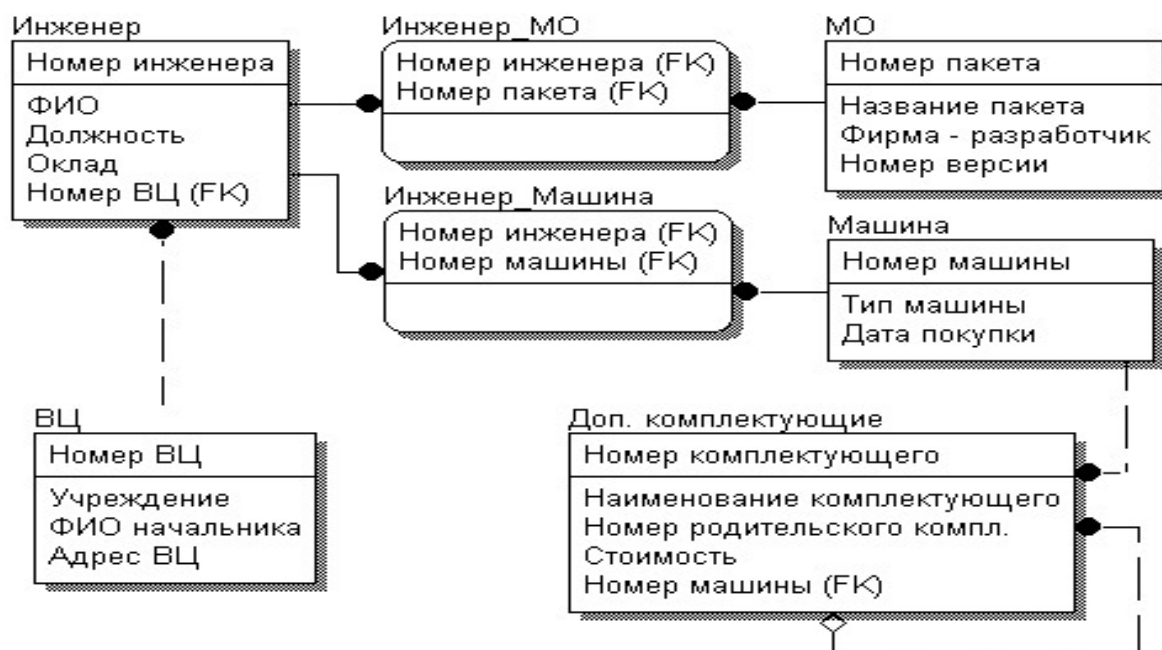 Инженер
Номер инженера
ФИО
Должность
Оклад
Номер ВЦ (FK)
Инженер_МО
Номер инженера (FK)
Номер пакета (FK)
МО
Номер пакета
Название пакета
Фирма - разработчик
Номер версии
Инженер_Машина
Номер инженера (FK)
Номер машины (FK)
Машина
Номер машины
Тип машины
Дата покупки
ВЦ
Номер ВЦ
Учреждение
ФИО начальника
Адрес ВЦ
Доп. комплектующие
Номер комплектующего
Наименование комплектующего
Номер родительского компл.
Стоимость
Номер машины (FK)